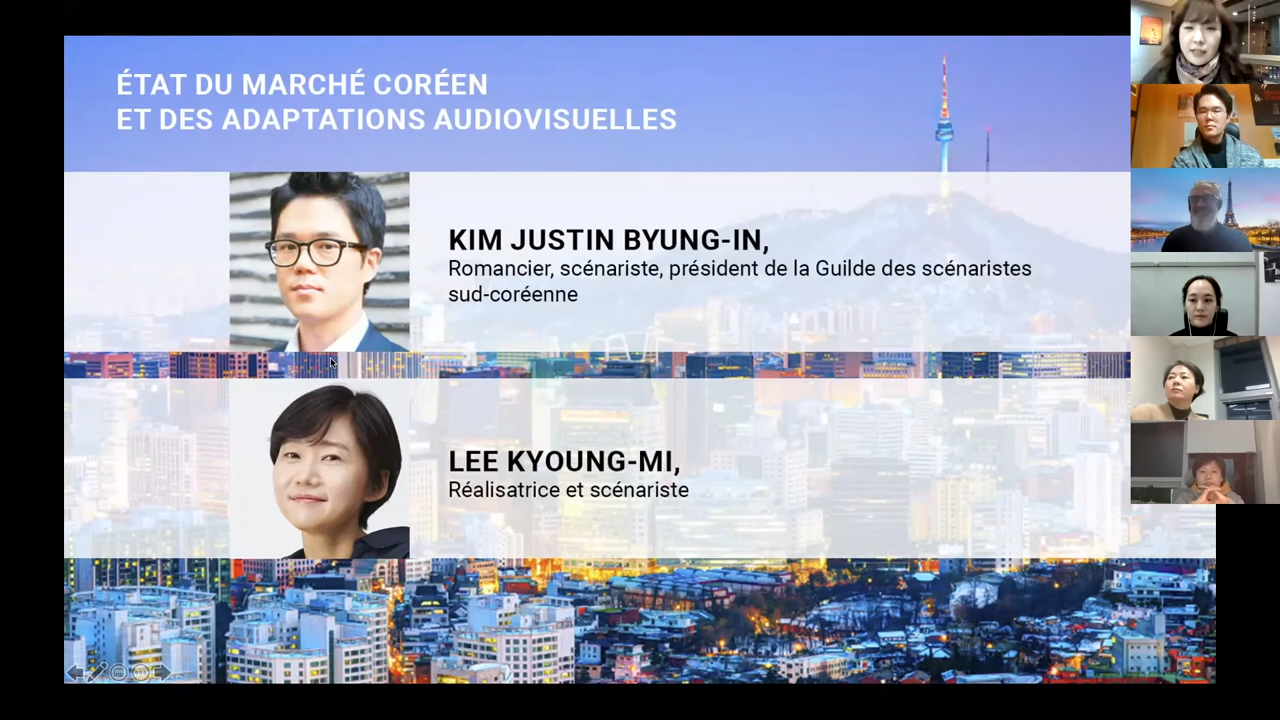 ÉTAT DU MARCHÉ CORÉEN
ET DES ADAPTATIONS AUDIOVISUELLES
KIM JUSTIN BYUNG-IN,
Romancier, scénariste, président de la Guilde des scénaristes
sud-coréenne
LEE KYOUNG-MI,
Réalisatrice et scénariste